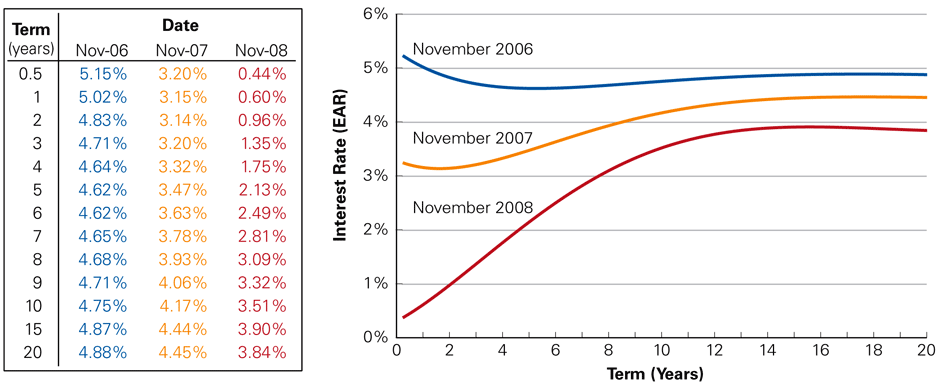 Term
(years)
Date
Nov-06 Nov-07 Nov-08
0.5 5.15% 3.20% 0.44%
1 5.02% 3.15% 0.60%
2 4.83% 3.14% 0.96%
3 4.71% 3.20% 1.35%
4 4.64% 3.32% 1.75%
5 4.62% 3.47% 2.13%
6 4.62% 3.63% 2.49%
7 4.65% 3.78% 2.81%
8 4.68% 3.93% 3.09%
9 4.71% 4.06% 3.32%
10 4.75% 4.17% 3.51%
15 4.87% 4.44% 3.90%
20 4.88% 4.45% 3.84%
Interest Rate (EAR)
6%
5%
4%
3%
2%
1%
0%
November 2006
November 2007
November 2008
0 2 4 6 8 10 12 14 16 18 20
Term (Years)